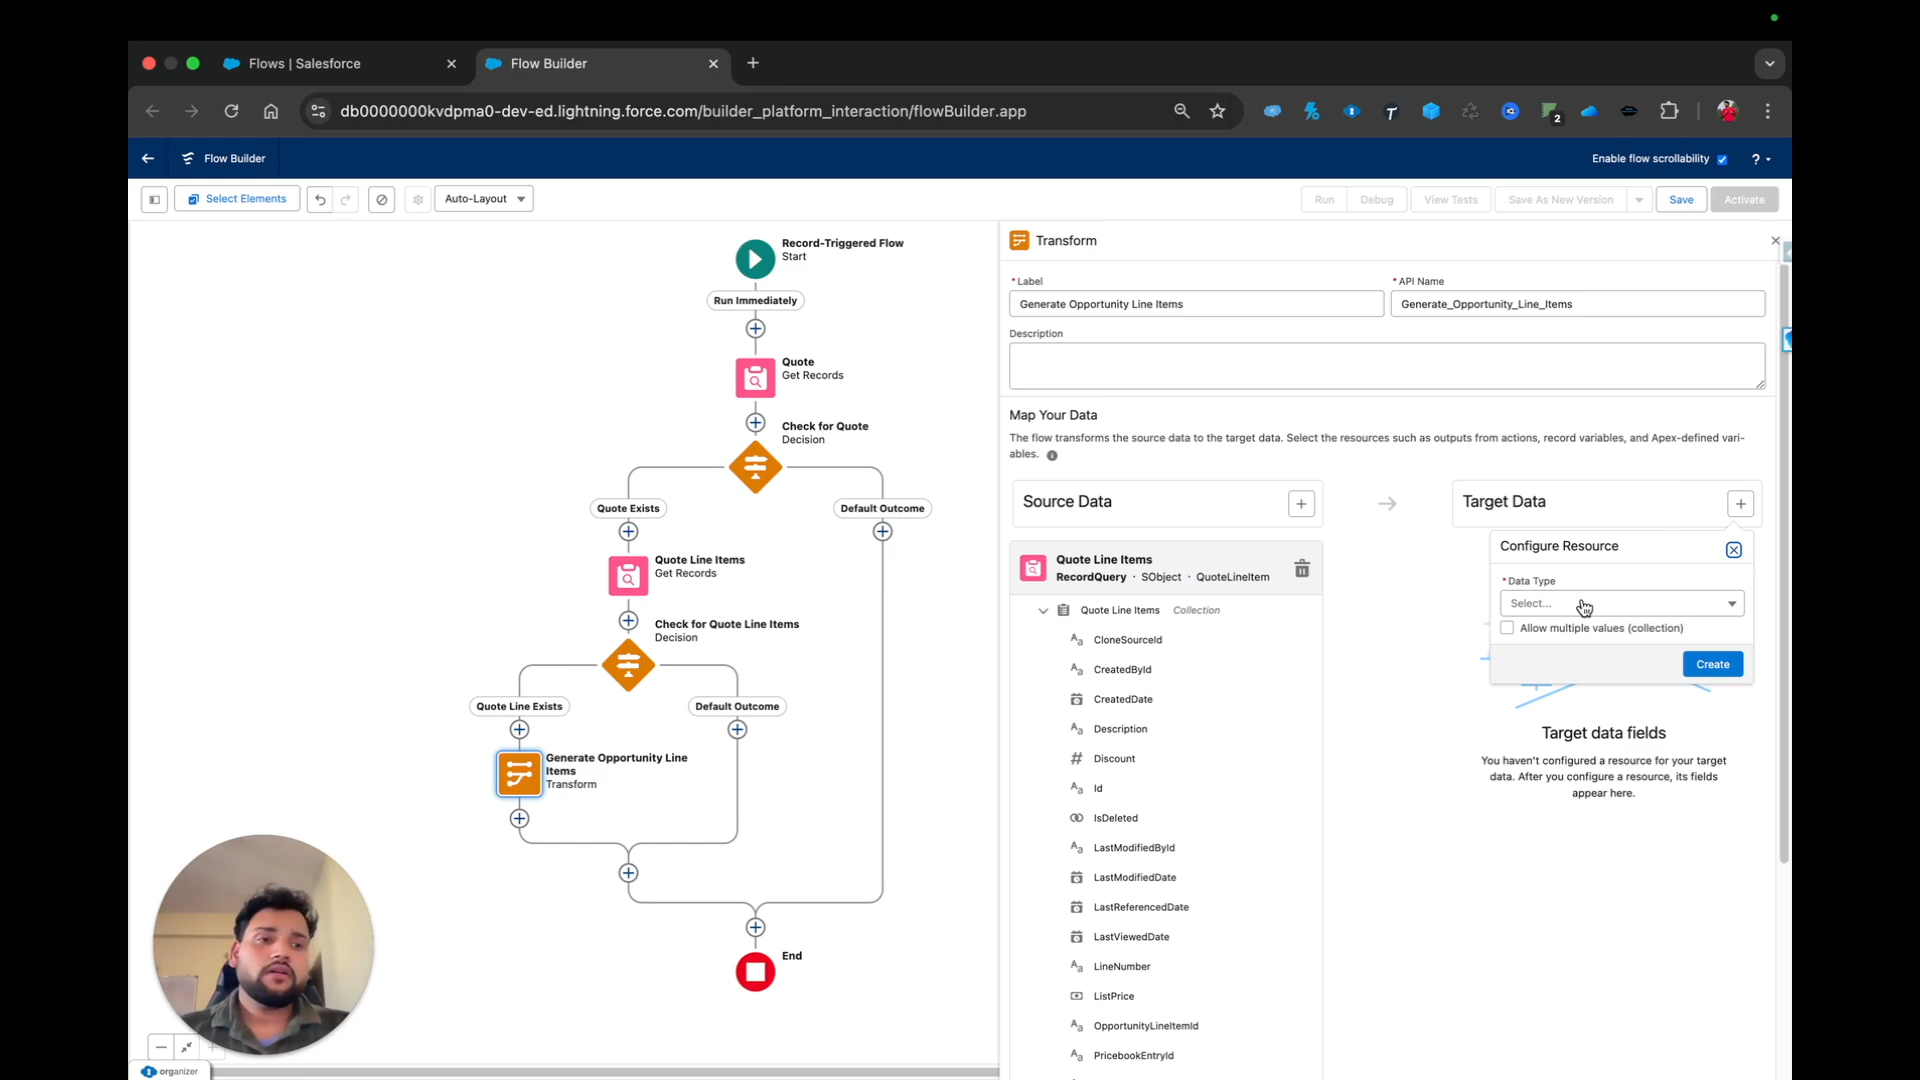 Flows | Salesforce
Flow Builder
db0000000kvdpma0-dev-ed.lightning.force.com/builder_platform_interaction/flowBuilder.app
2
Flow Builder
Enable flow scrollability
?
Select Elements
Auto-Layout
Run
Debug
View Tests
Save As New Version
Save
Activate
Record-Triggered Flow
Start
Run Immediately
Quote
Get Records
Check for Quote
Decision
Quote Exists
Default Outcome
Quote Line Items
Get Records
Check for Quote Line Items
Decision
Quote Line Exists
Default Outcome
Generate Opportunity Line
Items
Transform
End
organizer
Transform
* Label
* API Name
Generate Opportunity Line Items
Generate_Opportunity_Line_Items
Description
Map Your Data
The flow transforms the source data to the target data. Select the resources such as outputs from actions, record variables, and Apex-defined vari-
ables.
Source Data
Target Data
Quote Line Items
RecordQuery · SObject · QuoteLineItem
Quote Line Items Collection
CloneSourceId
CreatedById
CreatedDate
Description
Discount
Id
IsDeleted
LastModifiedById
LastModifiedDate
LastReferencedDate
LastViewedDate
LineNumber
ListPrice
OpportunityLineItemId
PricebookEntryId
Configure Resource
* Data Type
Select...
Allow multiple values (collection)
Create
Target data fields
You haven't configured a resource for your target
data. After you configure a resource, its fields
appear here.